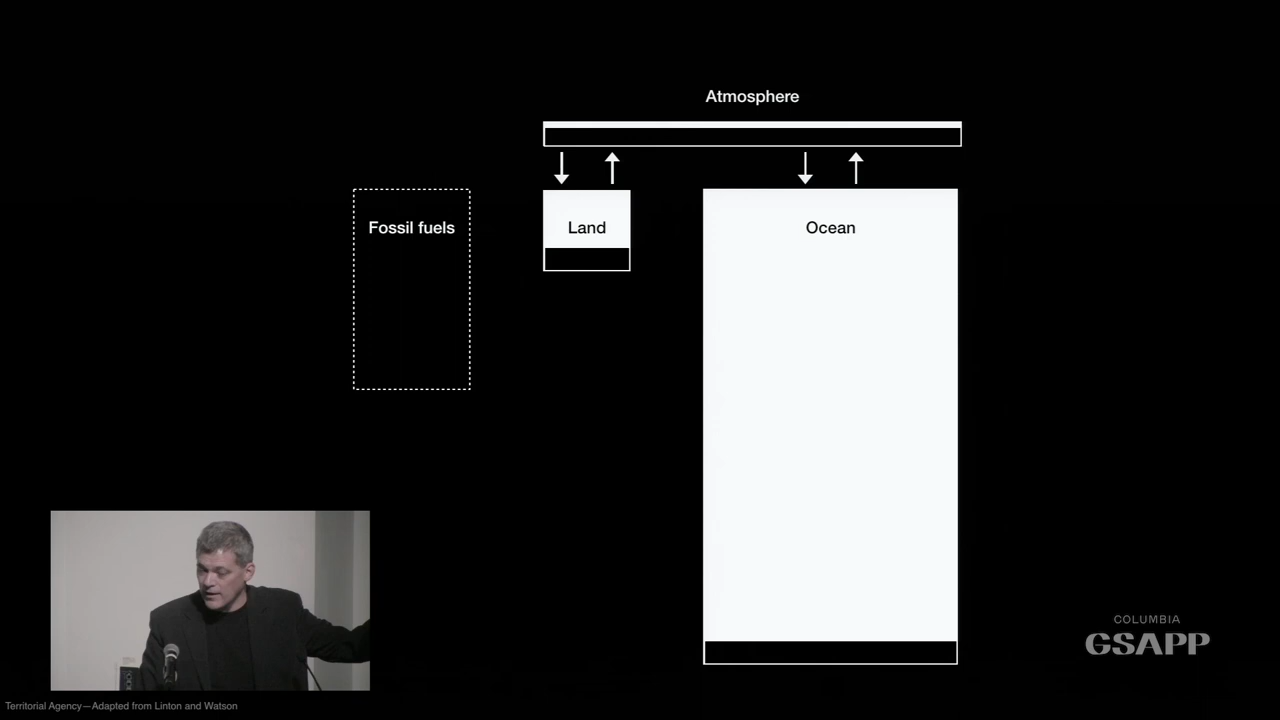 Atmosphere
Fossil fuels
Land
Ocean
COLUMBIA
GSAPP
Territorial Agency—Adapted from Linton and Watson